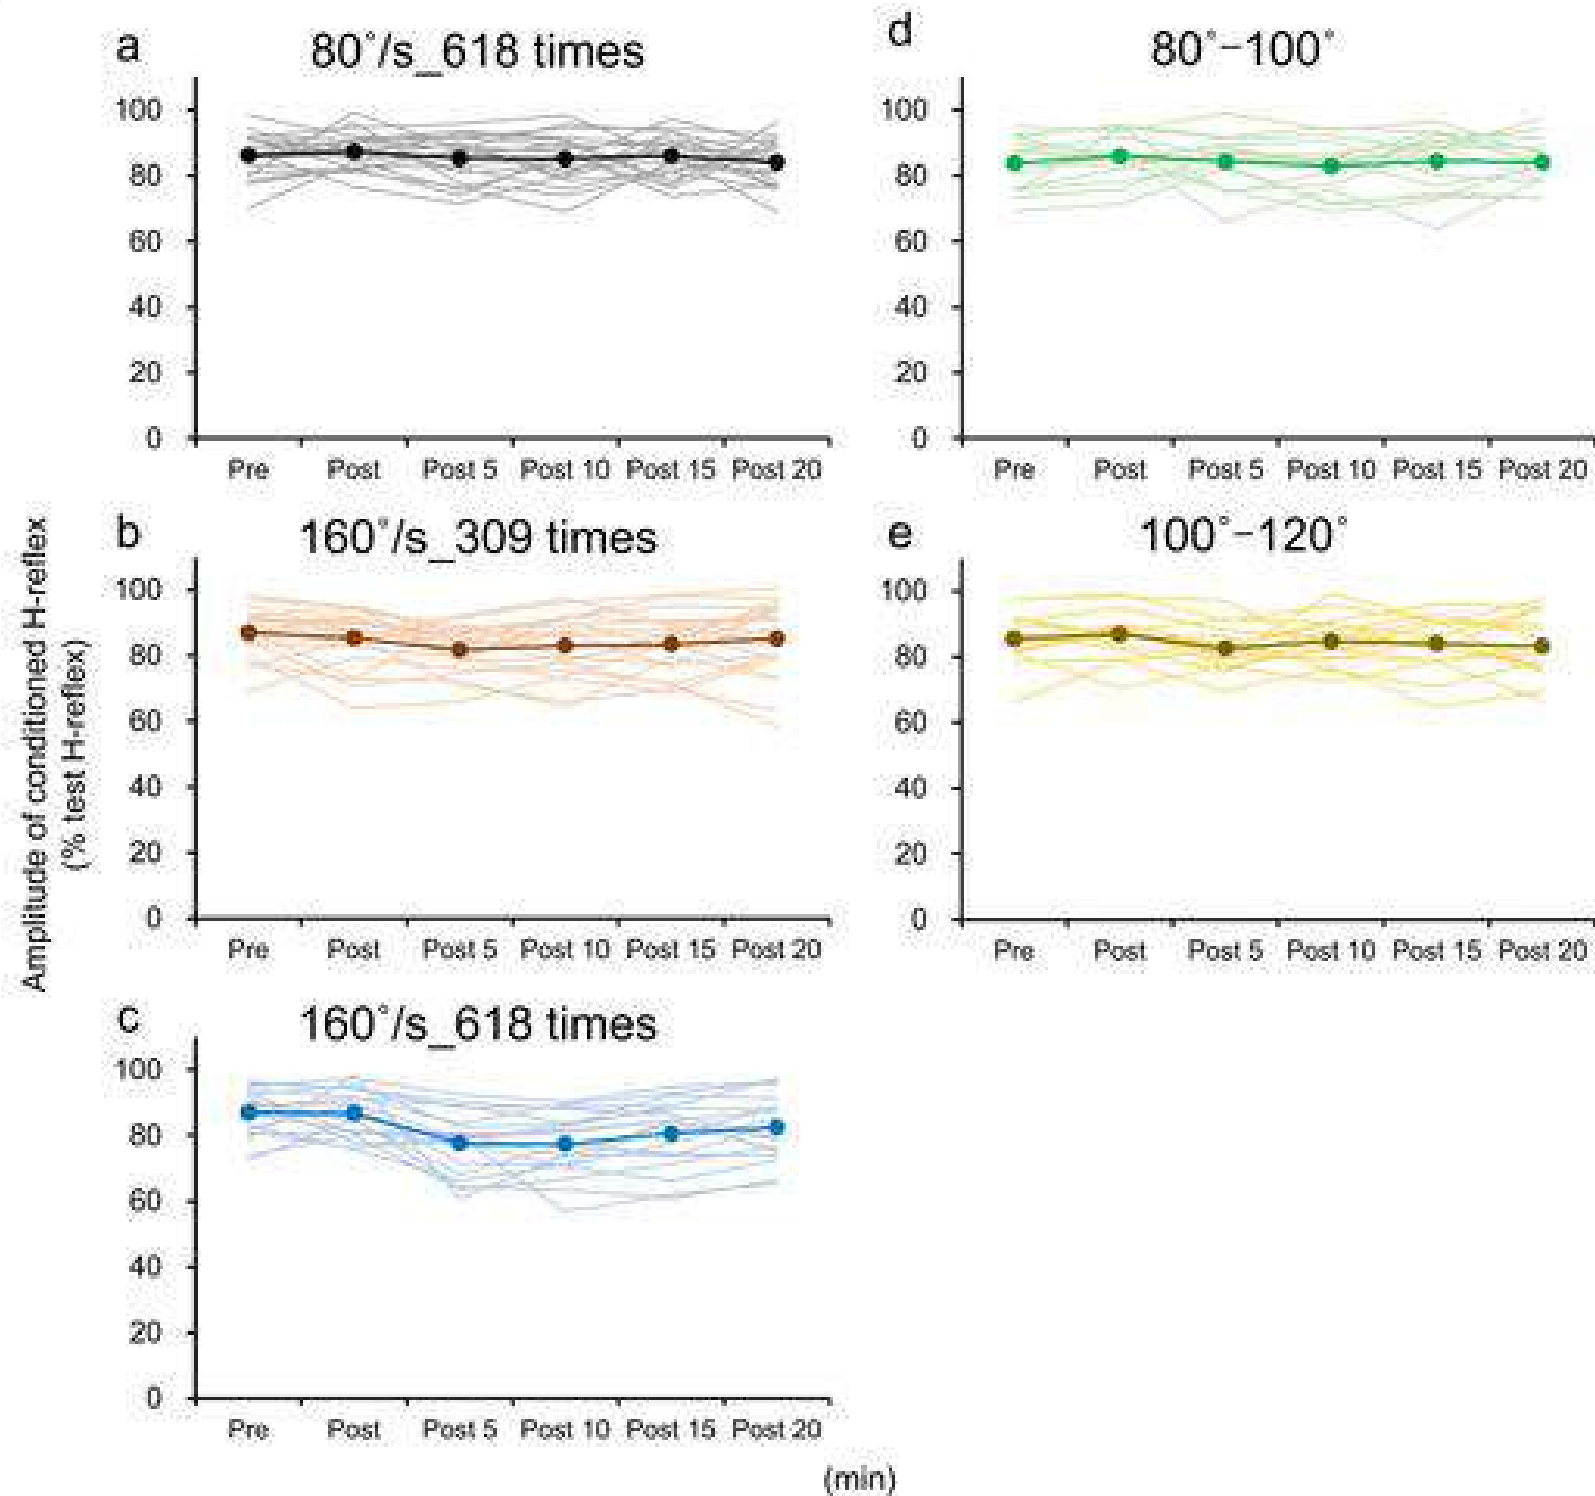 a
80°/s_618 times
100
80
60
40
20
0
Pre Post Post 5 Post 10 Post 15 Post 20
d
80°-100°
100
80
60
40
20
0
Pre Post Post 5 Post 10 Post 15 Post 20
Amplitude of conditioned H-reflex
(% test H-reflex)
b
160°/s_309 times
100
80
60
40
20
0
Pre Post Post 5 Post 10 Post 15 Post 20
e
100°-120°
100
80
60
40
20
0
Pre Post Post 5 Post 10 Post 15 Post 20
c
160°/s_618 times
100
80
60
40
20
0
Pre Post Post 5 Post 10 Post 15 Post 20
(min)